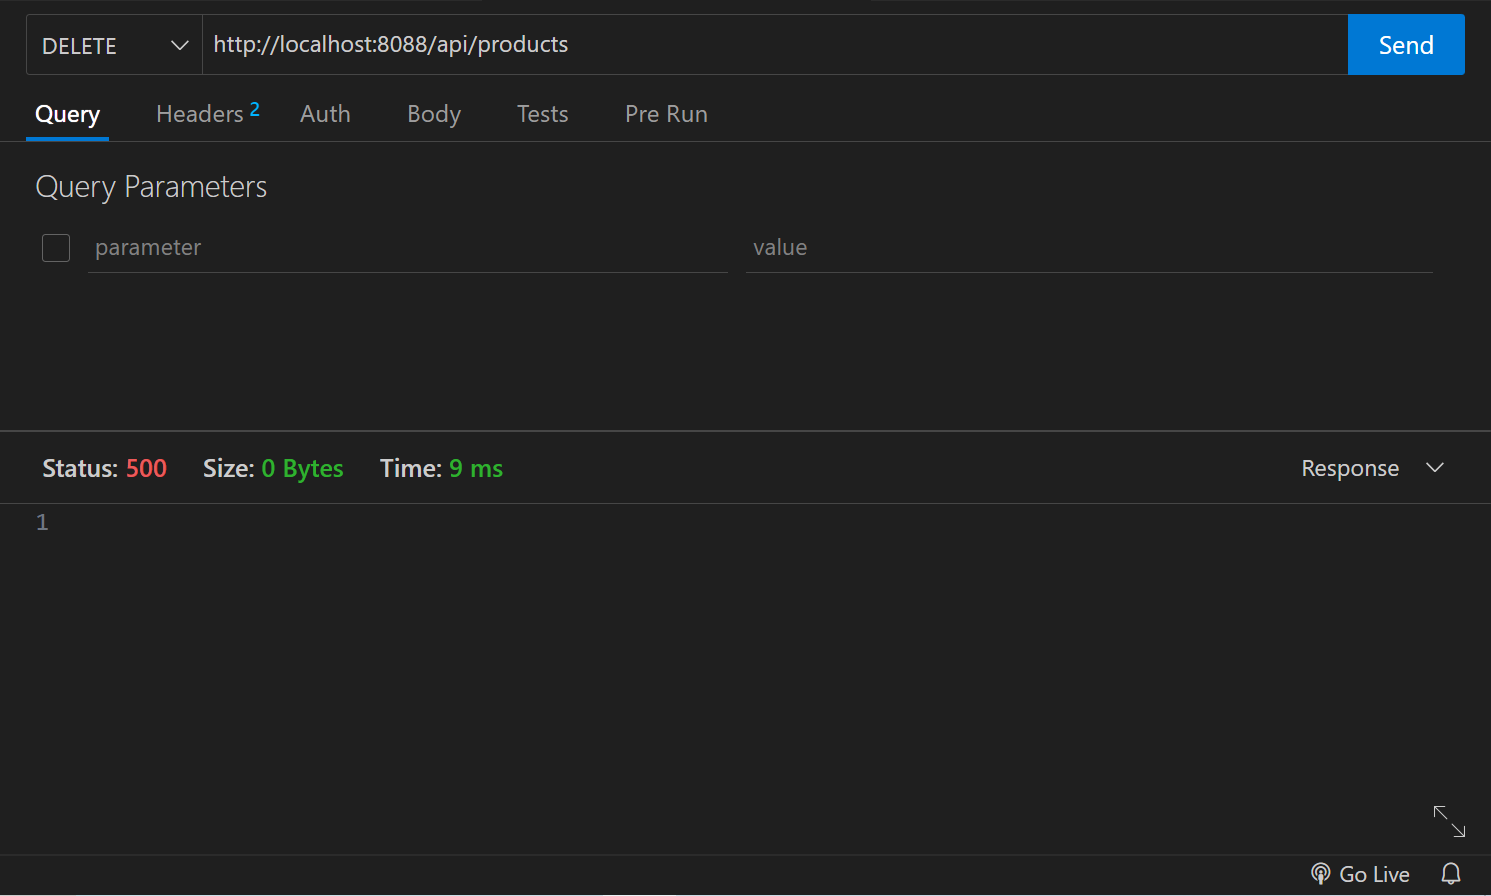 DELETE http://localhost:8088/api/products Send
Query Headers 2 Auth Body Tests Pre Run
Query Parameters
parameter value
Status: 500 Size: 0 Bytes Time: 9 ms Response
1
Go Live